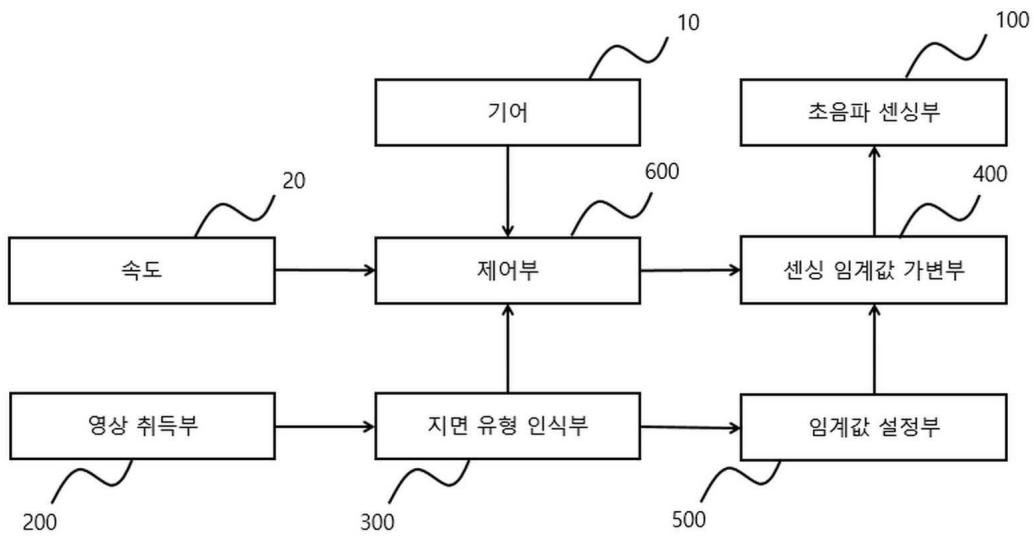 10
100
기어
초음파 센싱부
20
600
400
속도
제어부
센싱 임계값 가변부
영상 취득부
지면 유형 인식부
임계값 설정부
200
300
500